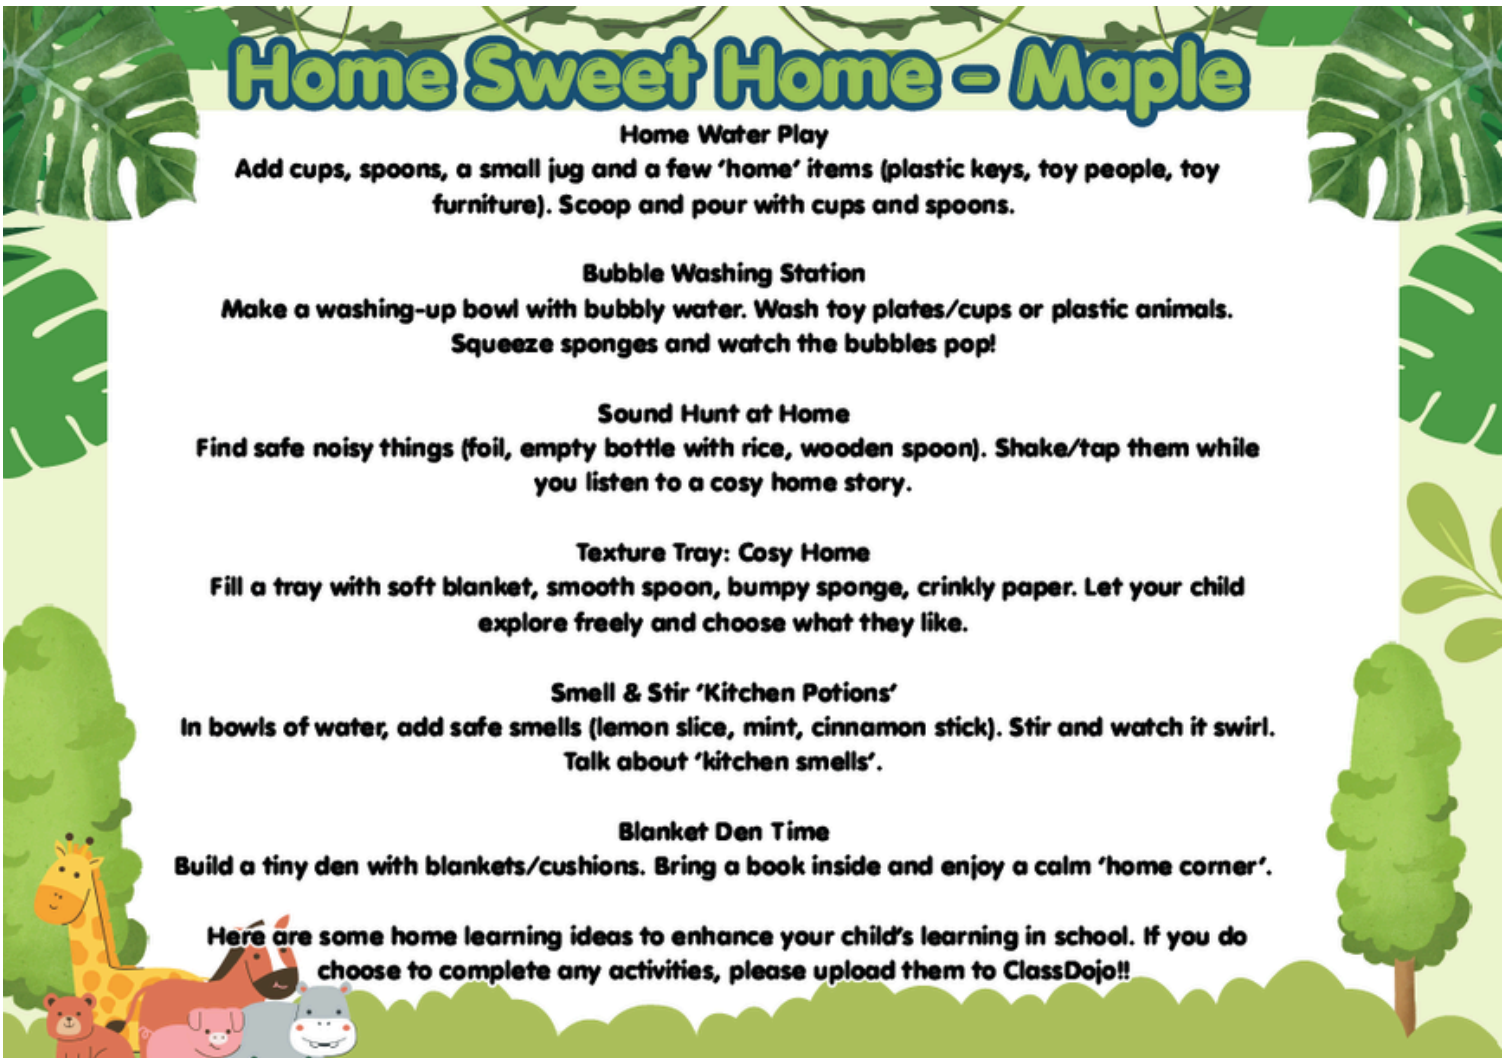 Home Sweet Home - Maple
Home Water Play
Add cups, spoons, a small jug and a few ‘home’ items (plastic keys, toy people, toy
furniture). Scoop and pour with cups and spoons.
Bubble Washing Station
Make a washing-up bowl with bubbly water. Wash toy plates/cups or plastic animals.
Squeeze sponges and watch the bubbles pop!
Sound Hunt at Home
Find safe noisy things (foil, empty bottle with rice, wooden spoon). Shake/tap them while
you listen to a cosy home story.
Texture Tray: Cosy Home
Fill a tray with soft blanket, smooth spoon, bumpy sponge, crinkly paper. Let your child
explore freely and choose what they like.
Smell & Stir ‘Kitchen Potions’
In bowls of water, add safe smells (lemon slice, mint, cinnamon stick). Stir and watch it swirl.
Talk about ‘kitchen smells’.
Blanket Den Time
Build a tiny den with blankets/cushions. Bring a book inside and enjoy a calm ‘home corner’.
Here are some home learning ideas to enhance your child’s learning in school. If you do
choose to complete any activities, please upload them to ClassDojo!!